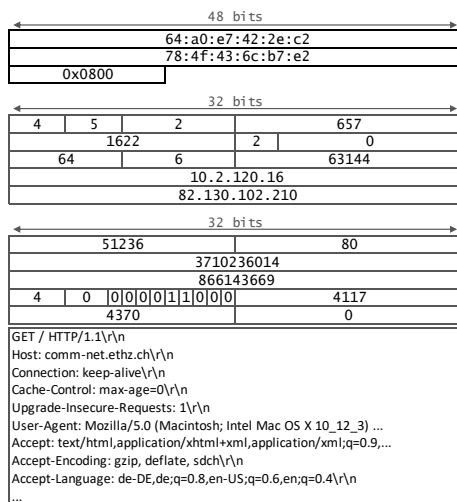 48 bits
64:a0:e7:42:2e:c2
78:4f:43:6c:b7:e2
0x0800
32 bits
4 5 2 657
1622 2 0
64 6 63144
10.2.120.16
82.130.102.210
32 bits
51236 80
3710236014
866143669
4 0 0 0 0 0 1 1 0 0 0 4117
4370 0
GET / HTTP/1.1\r\n
Host: comm-net.ethz.ch\r\n
Connection: keep-alive\r\n
Cache-Control: max-age=0\r\n
Upgrade-Insecure-Requests: 1\r\n
User-Agent: Mozilla/5.0 (Macintosh; Intel Mac OS X 10_12_3) ...
Accept: text/html,application/xhtml+xml,application/xml;q=0.9,...
Accept-Encoding: gzip, deflate, sdch\r\n
Accept-Language: de-DE,de;q=0.8,en-US;q=0.6,en;q=0.4\r\n
...